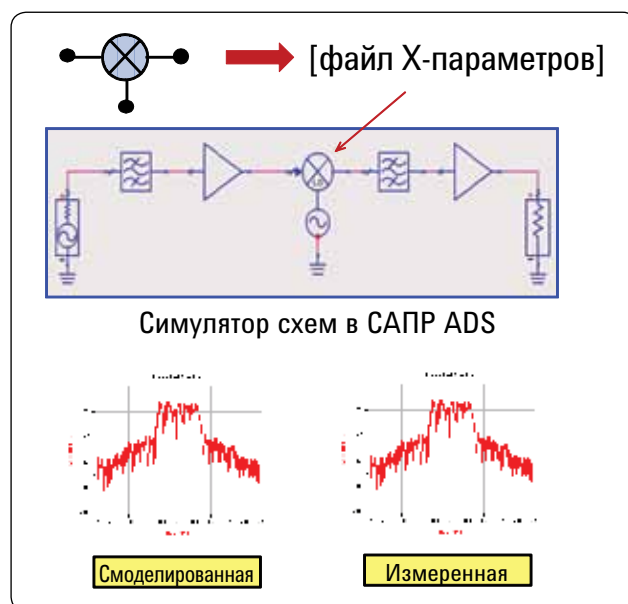 [файл X-параметров]
Симулятор схем в САПР ADS
Смоделированная
Измеренная